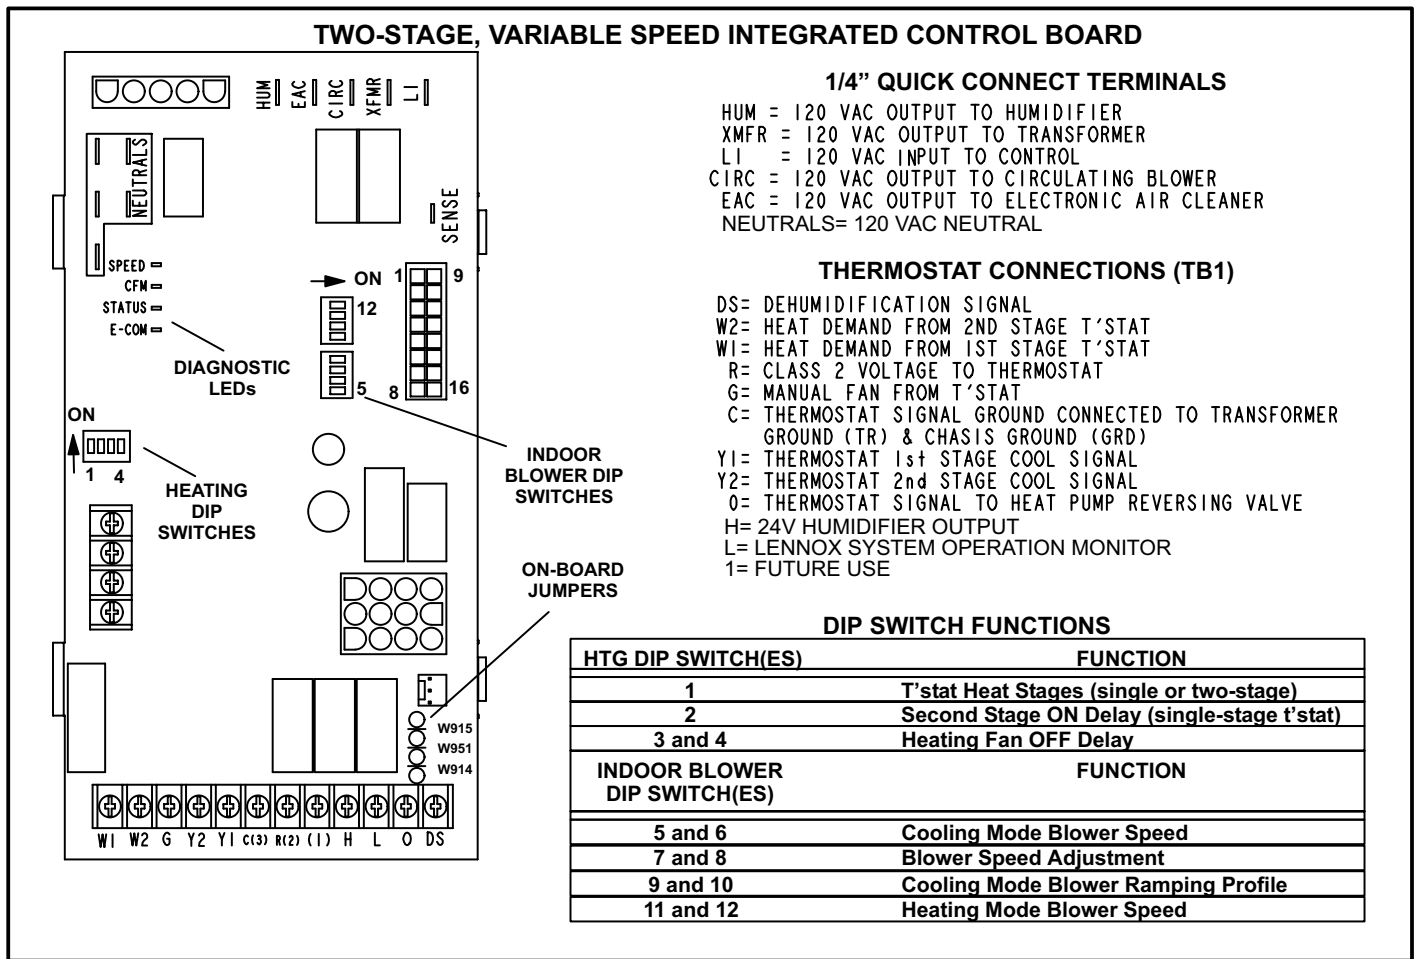 TWO-STAGE, VARIABLE SPEED INTEGRATED CONTROL BOARD
HUM
EAC
CIRC
XFMR
LI
NEUTRALS
SENSE
SPEED
CFM
STATUS
E-COM
DIAGNOSTIC
LEDs
ON
12
5
1
9
8
16
ON
1 4
HEATING
DIP
SWITCHES
INDOOR
BLOWER DIP
SWITCHES
ON-BOARD
JUMPERS
W915
W951
W914
W1 W2 G Y2 Y1 C(3) R(2) (1) H L O DS
1/4” QUICK CONNECT TERMINALS
HUM = 120 VAC OUTPUT TO HUMIDIFIER
XMFR = 120 VAC OUTPUT TO TRANSFORMER
L1 = 120 VAC INPUT TO CONTROL
CIRC = 120 VAC OUTPUT TO CIRCULATING BLOWER
EAC = 120 VAC OUTPUT TO ELECTRONIC AIR CLEANER
NEUTRALS= 120 VAC NEUTRAL
THERMOSTAT CONNECTIONS (TB1)
DS= DEHUMIDIFICATION SIGNAL
W2= HEAT DEMAND FROM 2ND STAGE T'STAT
W1= HEAT DEMAND FROM 1ST STAGE T'STAT
R= CLASS 2 VOLTAGE TO THERMOSTAT
G= MANUAL FAN FROM T'STAT
C= THERMOSTAT SIGNAL GROUND CONNECTED TO TRANSFORMER
GROUND (TR) & CHASIS GROUND (GRD)
Y1= THERMOSTAT 1st STAGE COOL SIGNAL
Y2= THERMOSTAT 2nd STAGE COOL SIGNAL
O= THERMOSTAT SIGNAL TO HEAT PUMP REVERSING VALVE
H= 24V HUMIDIFIER OUTPUT
L= LENNOX SYSTEM OPERATION MONITOR
1= FUTURE USE
DIP SWITCH FUNCTIONS
HTG DIP SWITCH(ES) FUNCTION
1 T'stat Heat Stages (single or two-stage)
2 Second Stage ON Delay (single-stage t'stat)
3 and 4 Heating Fan OFF Delay
INDOOR BLOWER FUNCTION
DIP SWITCH(ES)
5 and 6 Cooling Mode Blower Speed
7 and 8 Blower Speed Adjustment
9 and 10 Cooling Mode Blower Ramping Profile
11 and 12 Heating Mode Blower Speed